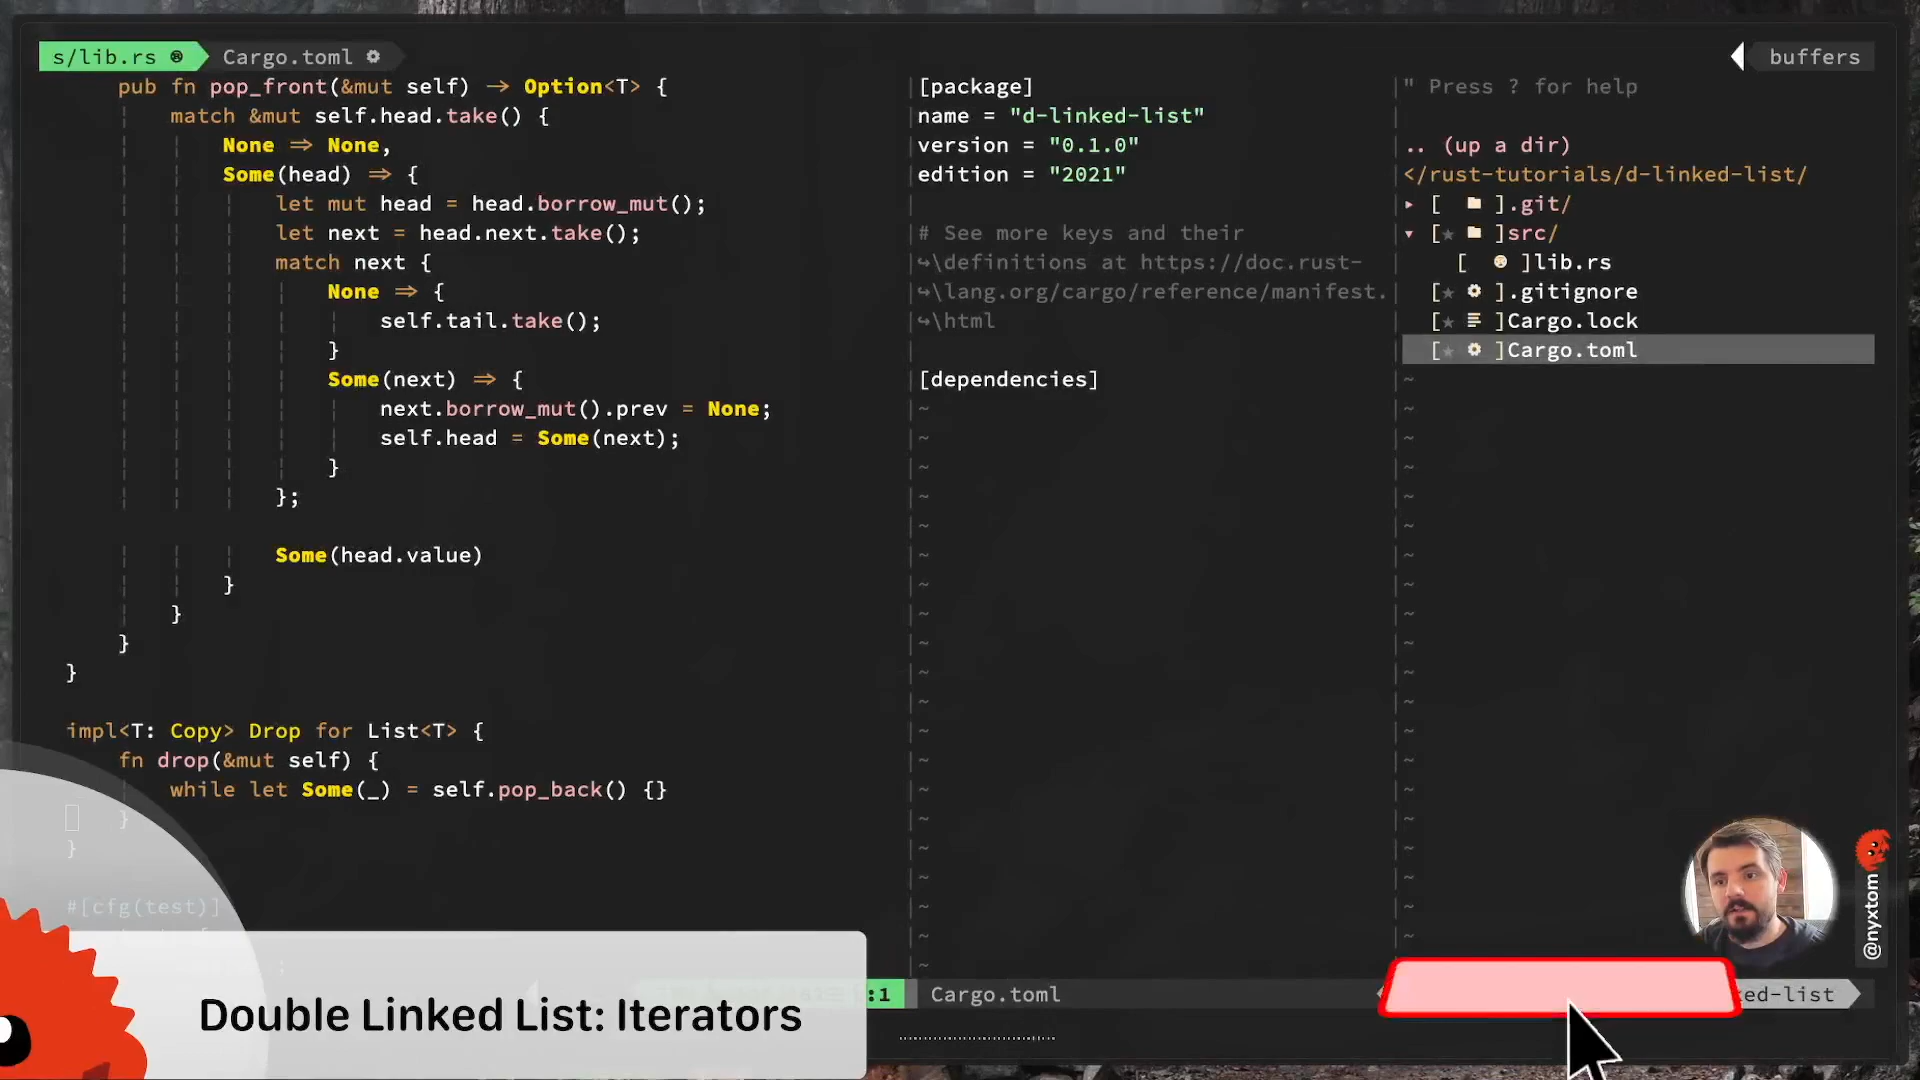 s/lib.rs Cargo.toml buffers
pub fn pop_front(&mut self) -> Option<T> {
match &mut self.head.take() {
None => None,
Some(head) => {
let mut head = head.borrow_mut();
let next = head.next.take();
match next {
None => {
self.tail.take();
}
Some(next) => {
next.borrow_mut().prev = None;
self.head = Some(next);
}
};
Some(head.value)
}
}
}
}
impl<T: Copy> Drop for List<T> {
fn drop(&mut self) {
while let Some(_) = self.pop_back() {}
}
}
#[cfg(test)]
[package]
name = "d-linked-list"
version = "0.1.0"
edition = "2021"
# See more keys and their
↪\definitions at https://doc.rust-
↪\lang.org/cargo/reference/manifest.
↪\html
[dependencies]
" Press ? for help
.. (up a dir)
</rust-tutorials/d-linked-list/
▸ [ ].git/
▾ [★ ]src/
[ ]lib.rs
[★ ].gitignore
[★ ]Cargo.lock
[★ ]Cargo.toml
@nyxtom
:1 Cargo.toml ked-list
Double Linked List: Iterators